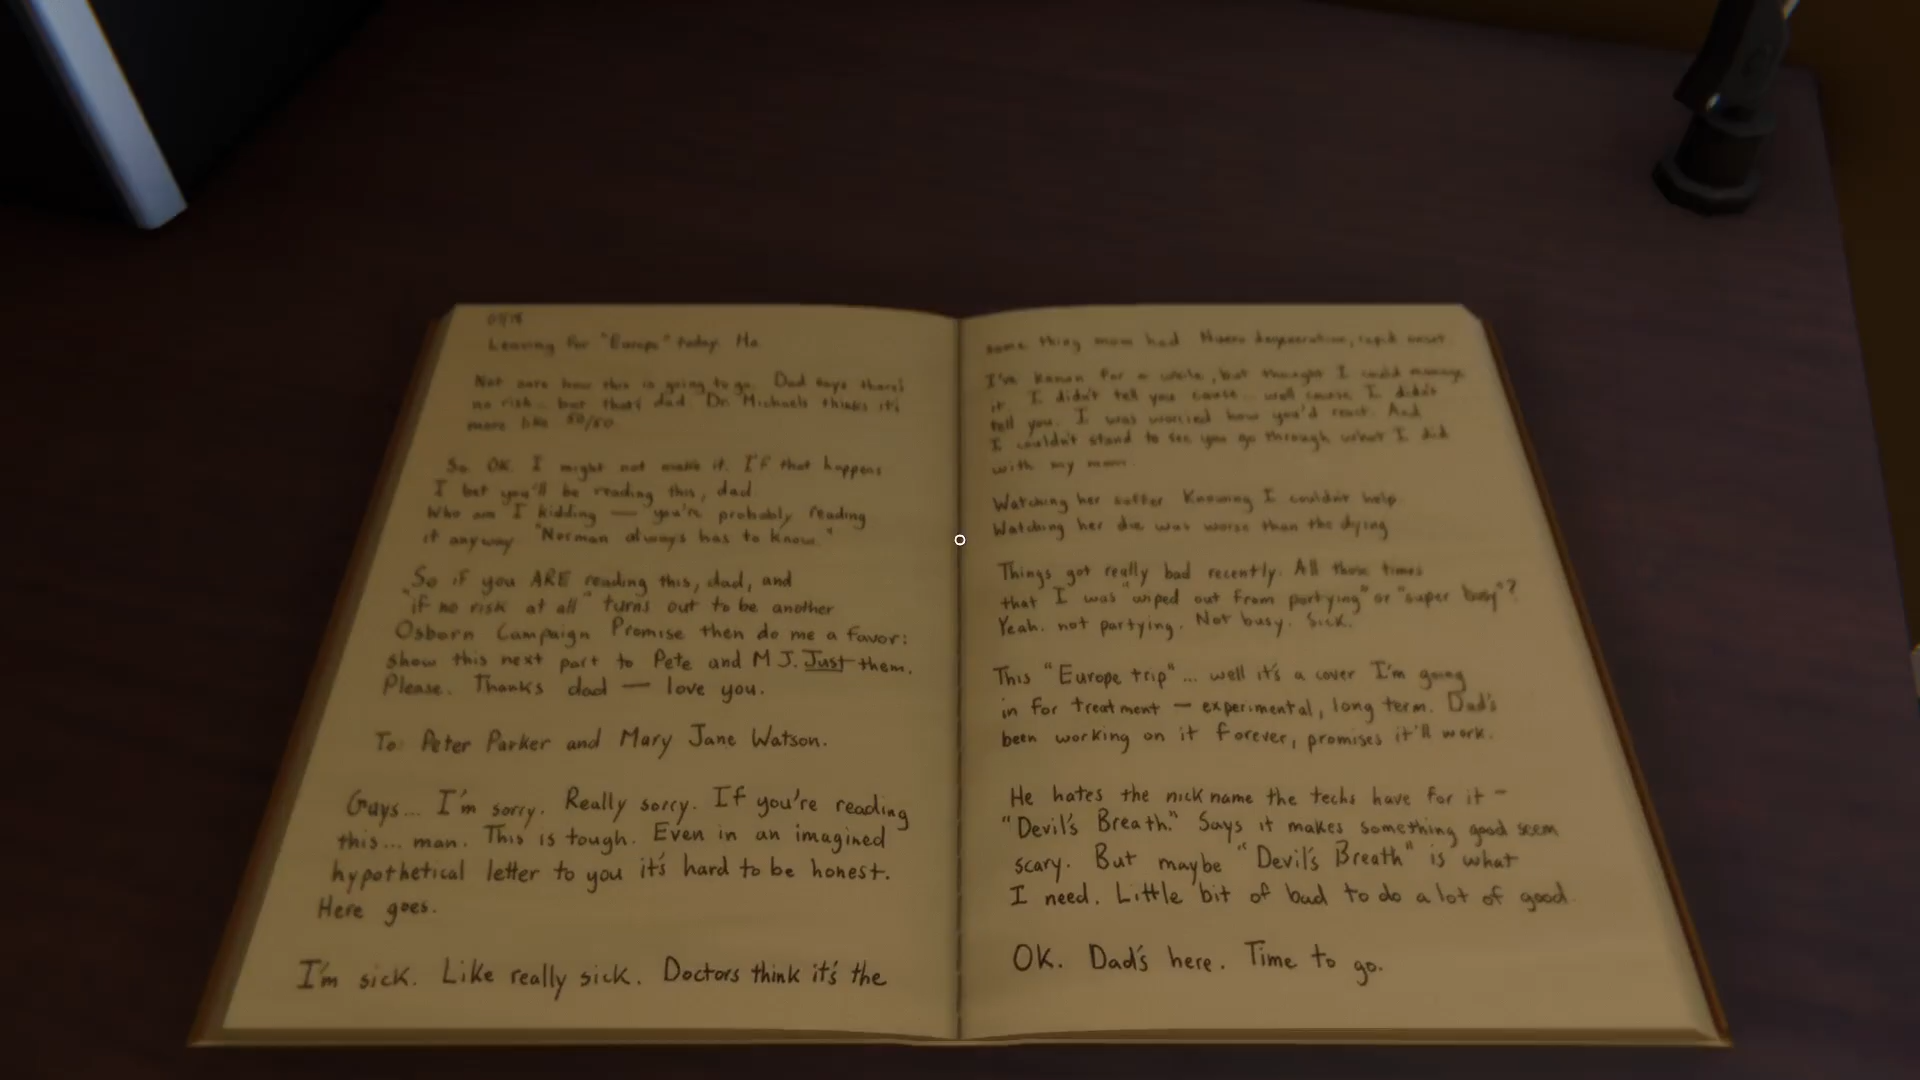 07/18
Leaving for "Europe" today. Ha
Not sure how this is going to go. Dad says there's
no risk.. but that's dad. Dr. Michaels thinks it's
more like 50/50.
So. OK. I might not make it. If that happens
I bet you'll be reading this, dad.
Who am I kidding — you're probably reading
it anyway. "Norman always has to know."
So if you ARE reading this, dad, and
"if no risk at all" turns out to be another
Osborn Campaign Promise then do me a favor:
show this next part to Pete and MJ. Just them.
Please. Thanks dad — love you.
To: Peter Parker and Mary Jane Watson.
Guys... I'm sorry. Really sorry. If you're reading
this... man. This is tough. Even in an imagined
hypothetical letter to you it's hard to be honest.
Here goes.
I'm sick. Like really sick. Doctors think it's the
same thing mom had. Neuro degeneration, rapid onset.
I've known for a while, but thought I could manage
it. I didn't tell you cause.. well cause I didn't
tell you. I was worried how you'd react. And
I couldn't stand to see you go through what I did
with my mom.
Watching her suffer. Knowing I couldn't help.
Watching her die was worse than the dying
Things got really bad recently. All those times
that I was "wiped out from partying" or "super busy"?
Yeah. not partying. Not busy. Sick.
This "Europe trip"... well it's a cover I'm going
in for treatment — experimental, long term. Dad's
been working on it forever, promises it'll work.
He hates the nickname the techs have for it -
"Devil's Breath." Says it makes something good seem
scary. But maybe "Devil's Breath" is what
I need. Little bit of bad to do a lot of good.
OK. Dad's here. Time to go.